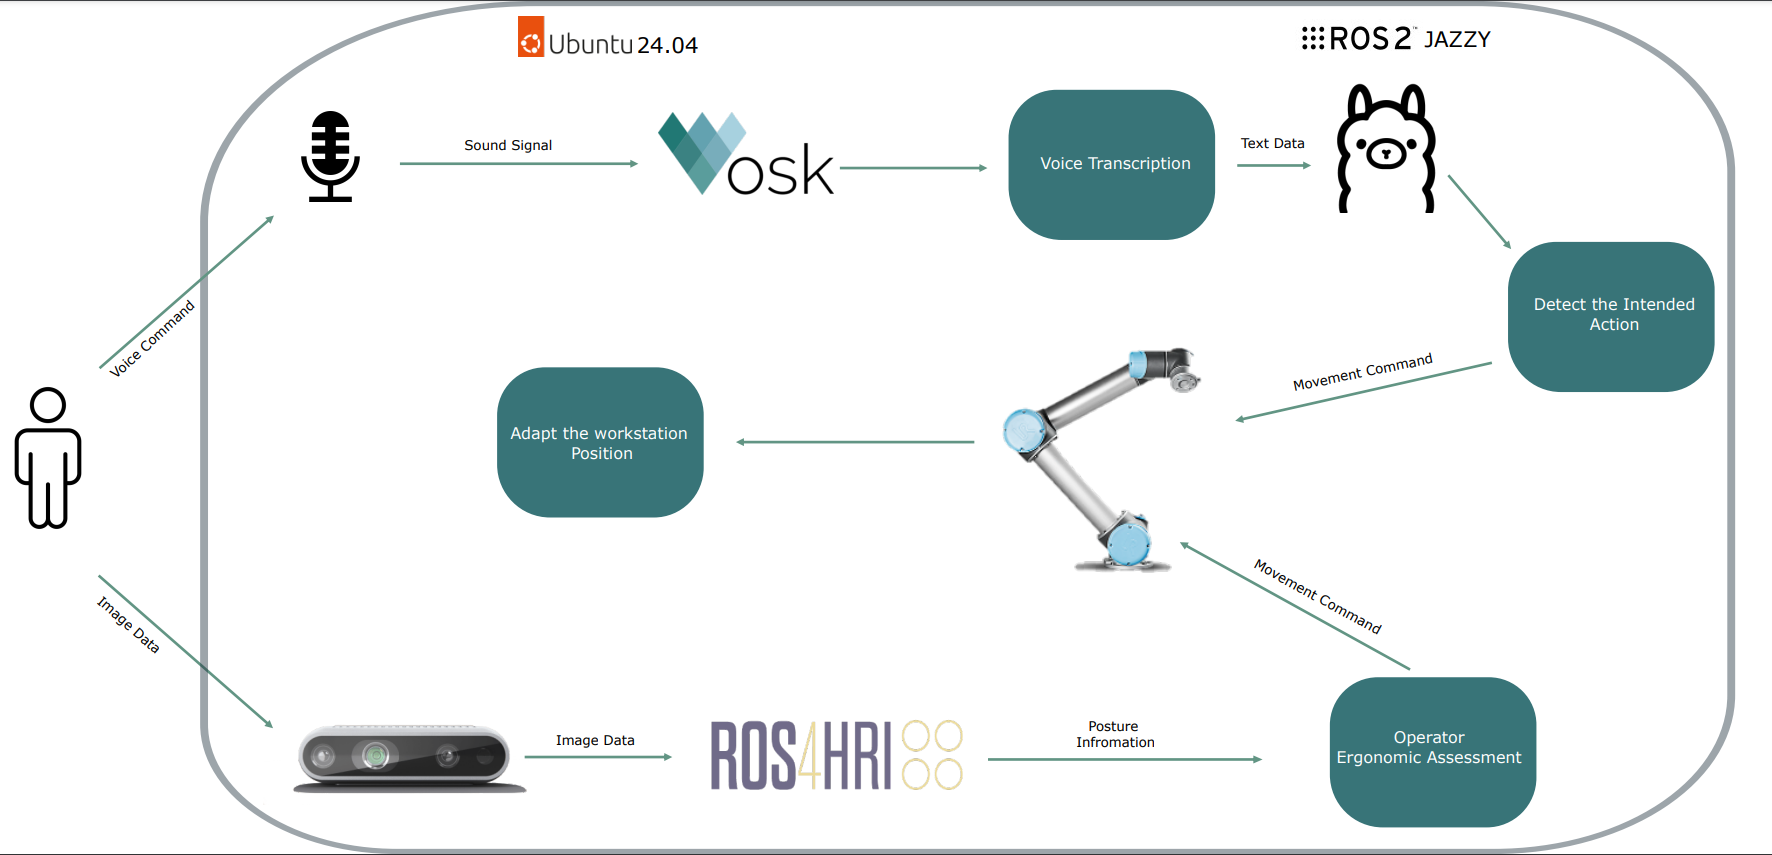 Ubuntu 24.04
ROS 2 JAZZY
Sound Signal
Vosk
Voice Transcription
Text Data
Voice Command
Detect the Intended
Action
Movement Command
Adapt the workstation
Position
Movement Command
Image Data
Image Data
ROS4HRI
Posture
Infromation
Operator
Ergonomic Assessment